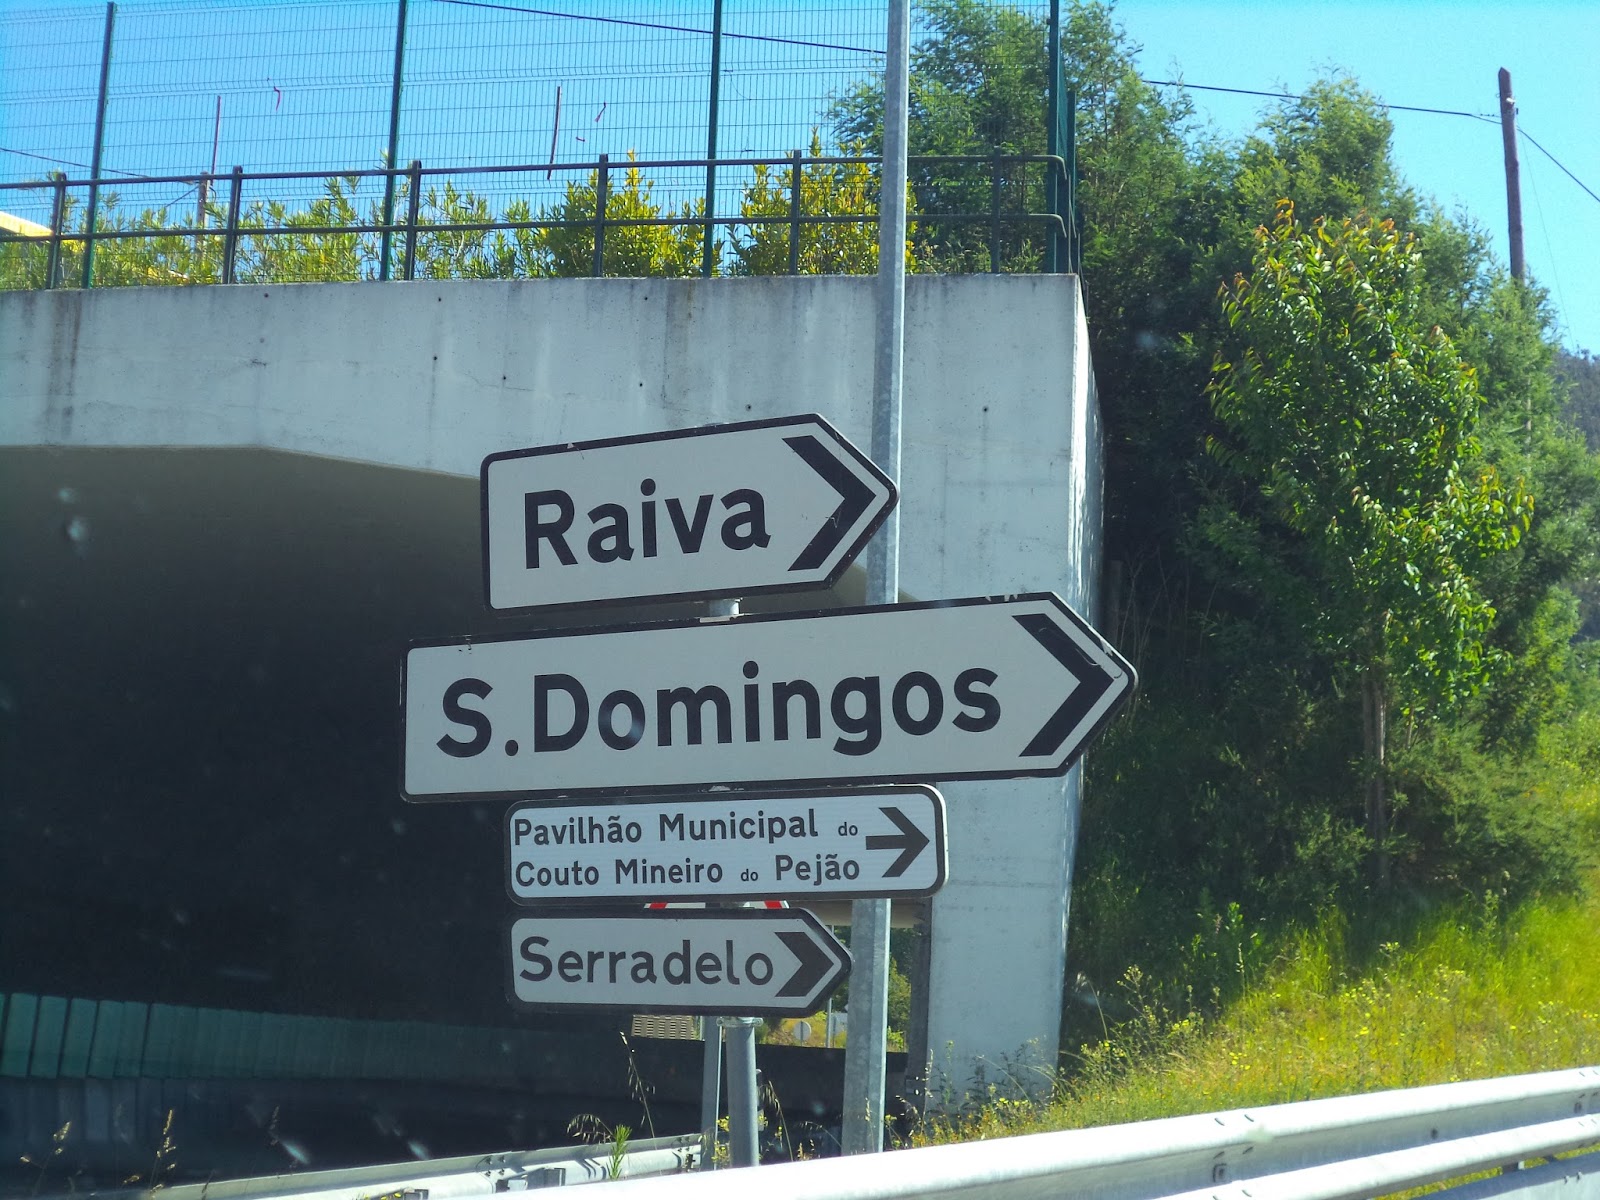 Raiva
S. Domingos
Pavilhão Municipal do
Couto Mineiro do Pejão
Serradelo